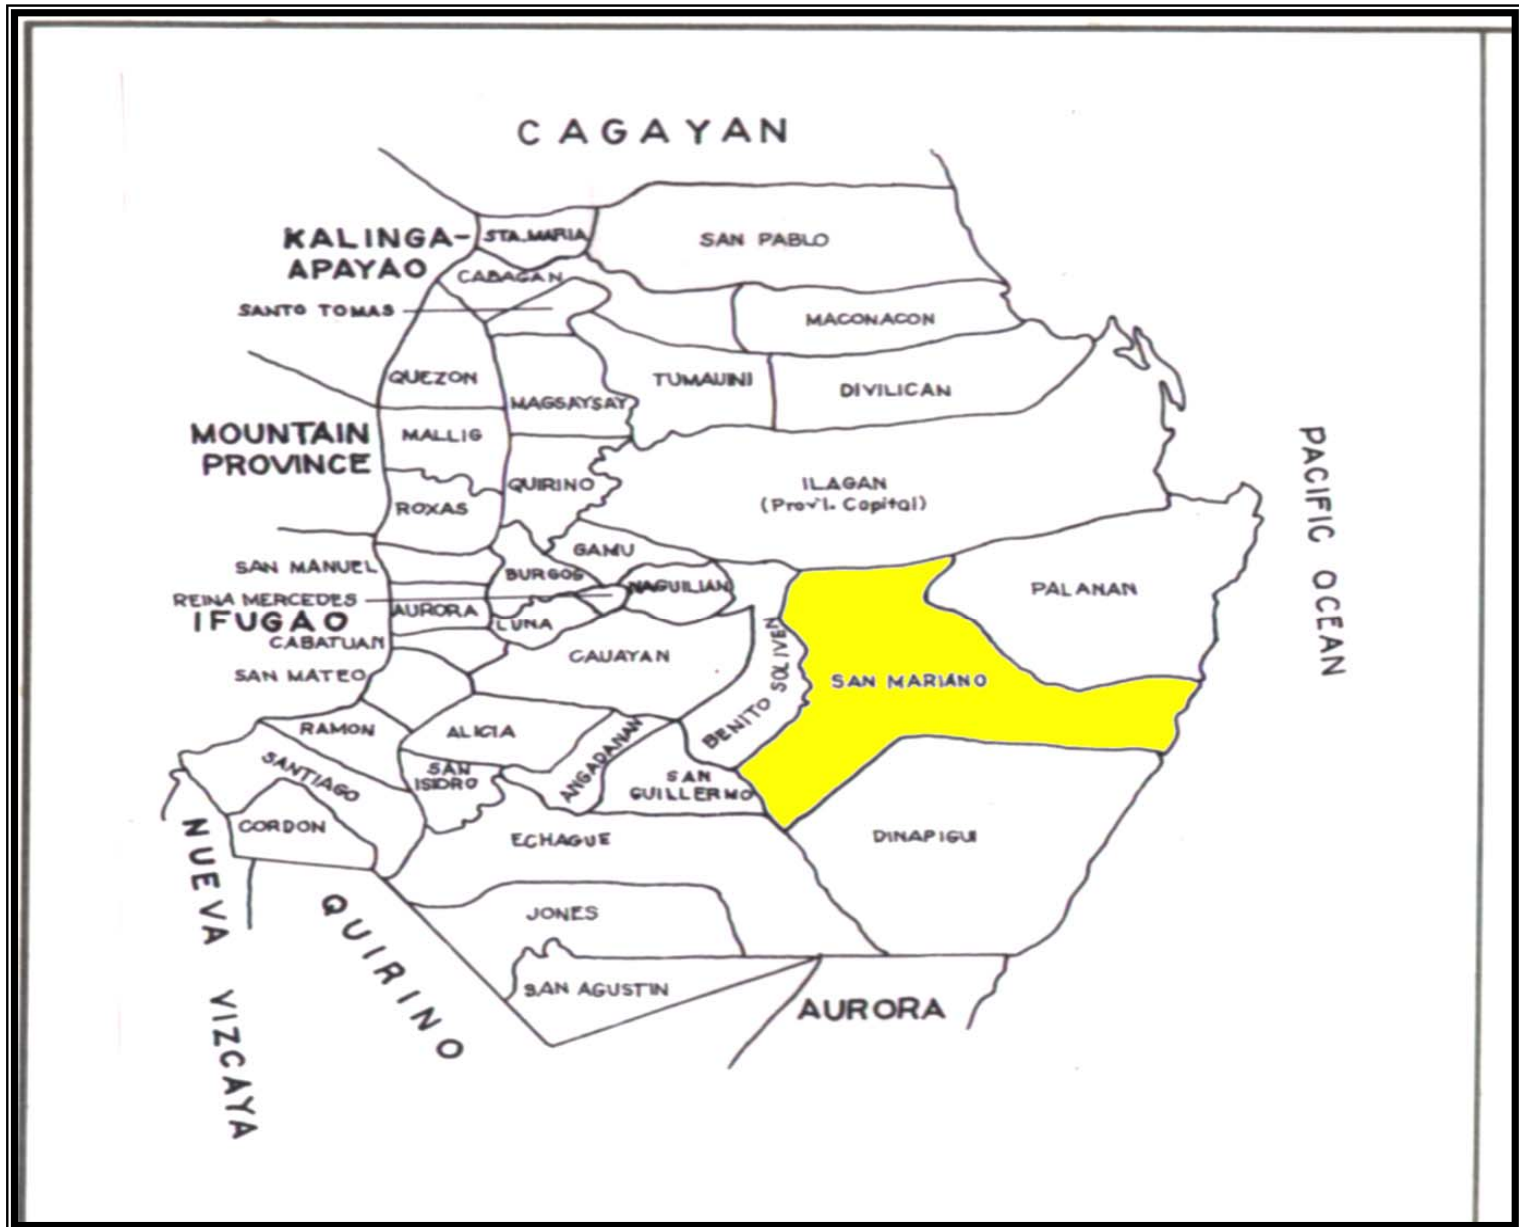 CAGAYAN
KALINGA-
APAYAO
STA. MARIA
SAN PABLO
CABAGAN
SANTO TOMAS
MACONACON
QUEZON
MAGSAYSAY
TUMAUINI
DIVILICAN
MOUNTAIN
PROVINCE
MALLIG
QUIRINO
ILAGAN
(Prov'l. Capital)
ROXAS
PACIFIC OCEAN
GAMU
SAN MANUEL
BURGOS
NAGUILIAN
PALANAN
REINA MERCEDES
IFUGAO
AURORA
LUNA
CABATUAN
CAUAYAN
BENITO SOLIVEN
SAN MARIANO
SAN MATEO
RAMON
ALICIA
ANGADANAN
SANTIAGO
SAN
ISIDRO
SAN
GUILLERMO
CORDON
ECHAGUE
DINAPIGUI
NUEVA VIZCAYA
QUIRINO
JONES
SAN AGUSTIN
AURORA